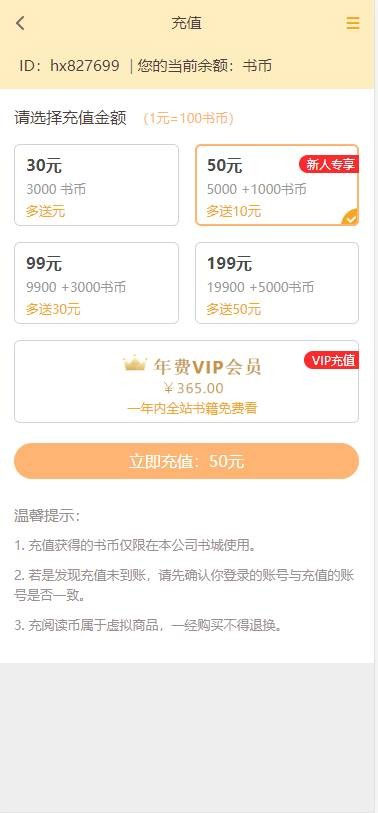 充值
ID：hx827699 | 您的当前余额：书币
请选择充值金额 （1元=100书币）
30元
3000 书币
多送元
50元 新人专享
5000 +1000书币
多送10元
99元
9900 +3000书币
多送30元
199元
19900 +5000书币
多送50元
VIP充值
年费VIP会员
￥365.00
一年内全站书籍免费看
立即充值：50元
温馨提示：
1. 充值获得的书币仅限在本公司书城使用。
2. 若是发现充值未到账，请先确认你登录的账号与充值的账
号是否一致。
3. 充阅读币属于虚拟商品，一经购买不得退换。